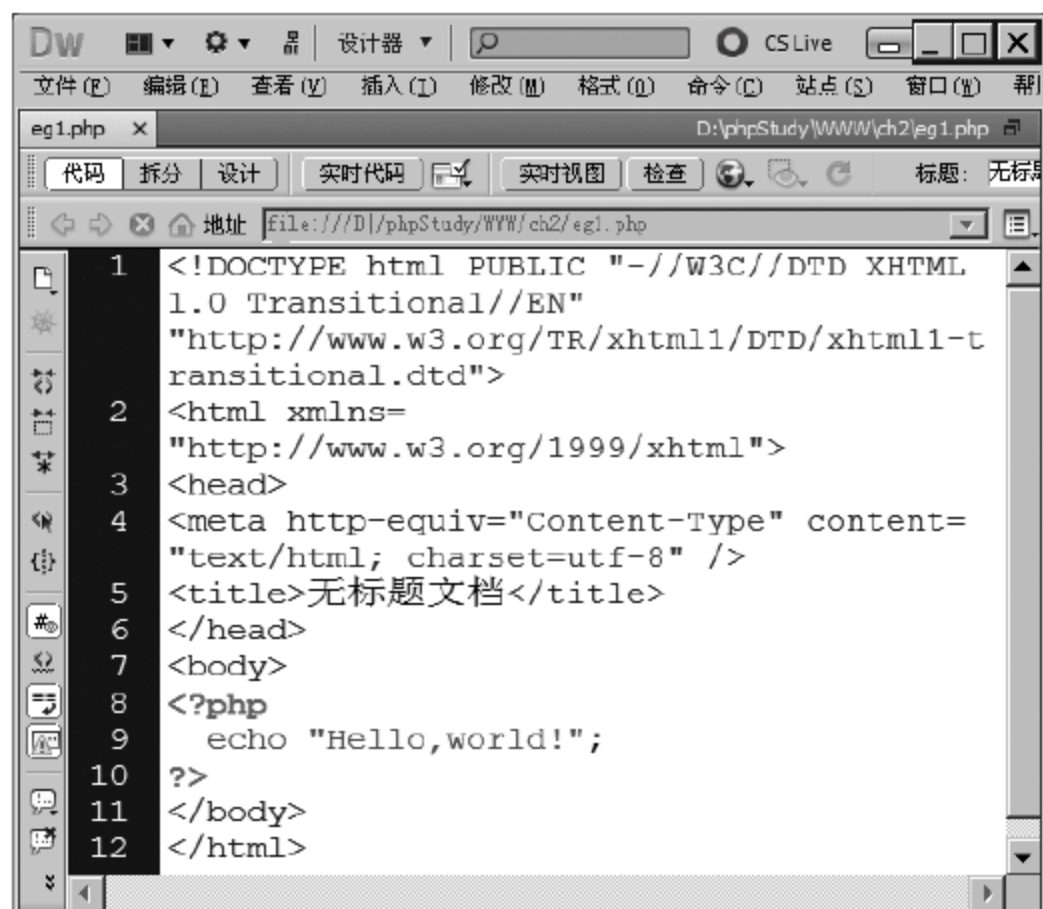 Dw 设计器 CS Live
文件(F) 编辑(E) 查看(V) 插入(I) 修改(M) 格式(O) 命令(C) 站点(S) 窗口(W) 帮
eg1.php × D:\phpStudy\WWW\ch2\eg1.php
代码 拆分 设计 实时代码 实时视图 检查 标题: 无标题
地址 file:///D|/phpStudy/WWW/ch2/eg1.php
1 <!DOCTYPE html PUBLIC "-//W3C//DTD XHTML
1.0 Transitional//EN"
"http://www.w3.org/TR/xhtml1/DTD/xhtml1-t
ransitional.dtd">
2 <html xmlns=
"http://www.w3.org/1999/xhtml">
3 <head>
4 <meta http-equiv="Content-Type" content=
"text/html; charset=utf-8" />
5 <title>无标题文档</title>
6 </head>
7 <body>
8 <?php
9 echo "Hello,world!";
10 ?>
11 </body>
12 </html>